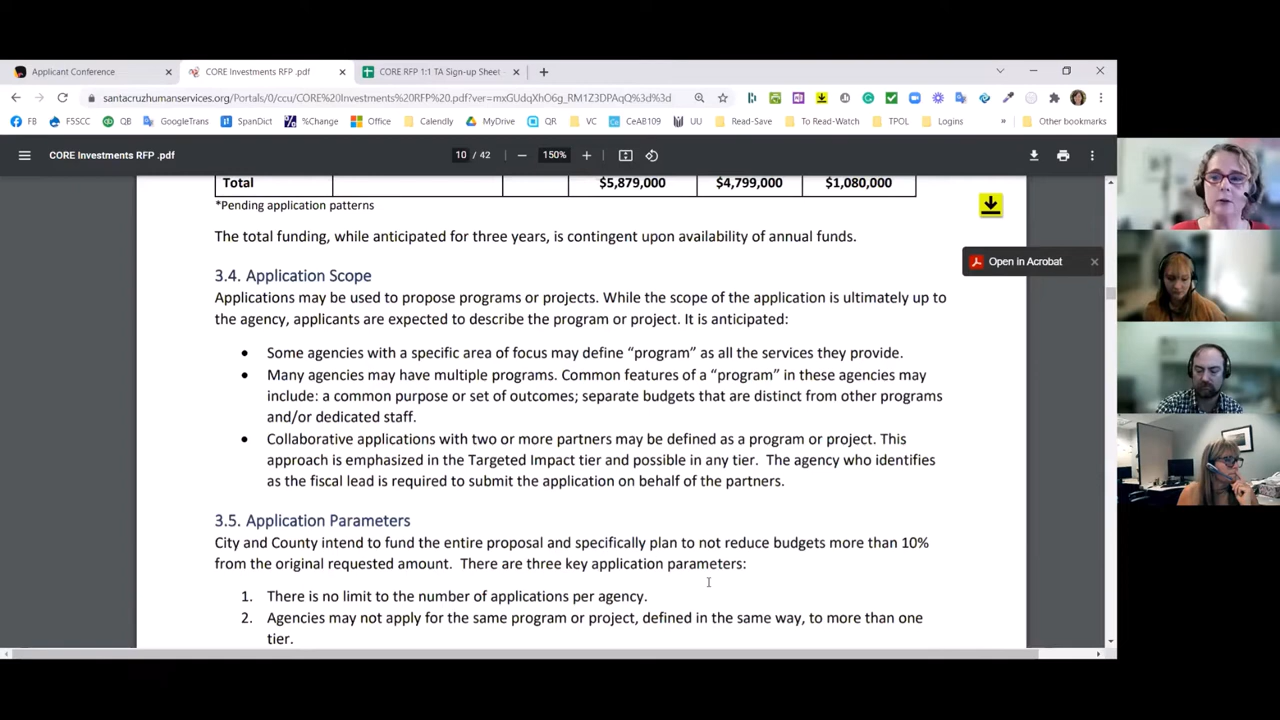 Applicant Conference
CORE Investments RFP .pdf
CORE RFP 1:1 TA Sign-up Sheet -
santacruzhumanservices.org/Portals/0/ccu/CORE%20Investments%20RFP%20.pdf?ver=mxGUdqXhO6g_RM1Z3DPAqQ%3d%3d
FB F5SCC QB GoogleTrans SpanDict %Change Office Calendly MyDrive QR VC CeAB109 UU Read-Save To Read-Watch TPOL Logins » Other bookmarks
CORE Investments RFP .pdf
10 / 42
150%
Total $5,879,000 $4,799,000 $1,080,000
*Pending application patterns
The total funding, while anticipated for three years, is contingent upon availability of annual funds.
Open in Acrobat
3.4. Application Scope
Applications may be used to propose programs or projects. While the scope of the application is ultimately up to
the agency, applicants are expected to describe the program or project. It is anticipated:
• Some agencies with a specific area of focus may define “program” as all the services they provide.
• Many agencies may have multiple programs. Common features of a “program” in these agencies may
include: a common purpose or set of outcomes; separate budgets that are distinct from other programs
and/or dedicated staff.
• Collaborative applications with two or more partners may be defined as a program or project. This
approach is emphasized in the Targeted Impact tier and possible in any tier. The agency who identifies
as the fiscal lead is required to submit the application on behalf of the partners.
3.5. Application Parameters
City and County intend to fund the entire proposal and specifically plan to not reduce budgets more than 10%
from the original requested amount. There are three key application parameters:
1. There is no limit to the number of applications per agency.
2. Agencies may not apply for the same program or project, defined in the same way, to more than one
tier.